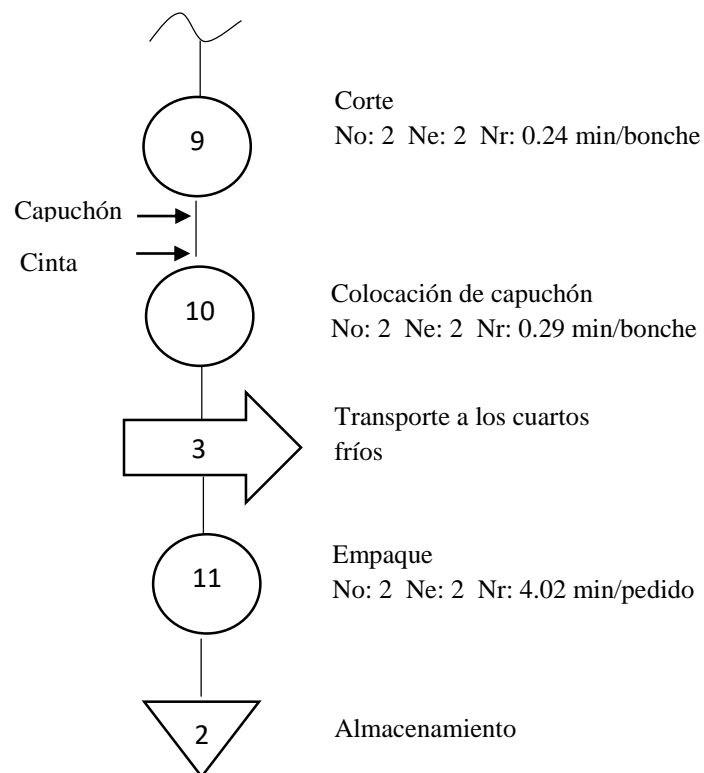 9
Corte
No: 2 Ne: 2 Nr: 0.24 min/bonche
Capuchón
Cinta
10
Colocación de capuchón
No: 2 Ne: 2 Nr: 0.29 min/bonche
3
Transporte a los cuartos
fríos
11
Empaque
No: 2 Ne: 2 Nr: 4.02 min/pedido
2
Almacenamiento